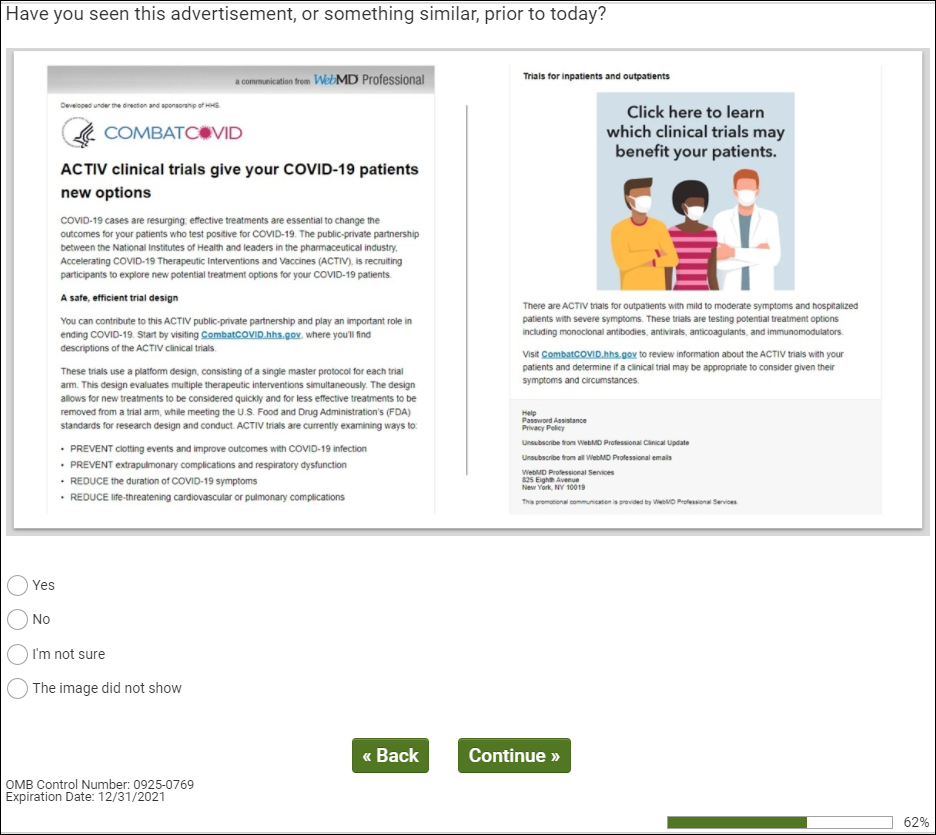 Have you seen this advertisement, or something similar, prior to today?
a communication from WebMD Professional
Developed under the direction and sponsorship of HHS.
COMBATCOVID
ACTIV clinical trials give your COVID-19 patients
new options
COVID-19 cases are resurging; effective treatments are essential to change the
outcomes for your patients who test positive for COVID-19. The public-private partnership
between the National Institutes of Health and leaders in the pharmaceutical industry,
Accelerating COVID-19 Therapeutic Interventions and Vaccines (ACTIV), is recruiting
participants to explore new potential treatment options for your COVID-19 patients.
A safe, efficient trial design
You can contribute to this ACTIV public-private partnership and play an important role in
ending COVID-19. Start by visiting CombatCOVID.hhs.gov, where you'll find
descriptions of the ACTIV clinical trials.
These trials use a platform design, consisting of a single master protocol for each trial
arm. This design evaluates multiple therapeutic interventions simultaneously. The design
allows for new treatments to be considered quickly and for less effective treatments to be
removed from a trial arm, while meeting the U.S. Food and Drug Administration's (FDA)
standards for research design and conduct. ACTIV trials are currently examining ways to:
• PREVENT clotting events and improve outcomes with COVID-19 infection
• PREVENT extrapulmonary complications and respiratory dysfunction
• REDUCE the duration of COVID-19 symptoms
• REDUCE life-threatening cardiovascular or pulmonary complications
Trials for inpatients and outpatients
Click here to learn
which clinical trials may
benefit your patients.
There are ACTIV trials for outpatients with mild to moderate symptoms and hospitalized
patients with severe symptoms. These trials are testing potential treatment options
including monoclonal antibodies, antivirals, anticoagulants, and immunomodulators.
Visit CombatCOVID.hhs.gov to review information about the ACTIV trials with your
patients and determine if a clinical trial may be appropriate to consider given their
symptoms and circumstances.
Help
Password Assistance
Privacy Policy
Unsubscribe from WebMD Professional Clinical Update
Unsubscribe from all WebMD Professional emails
WebMD Professional Services
825 Eighth Avenue
New York, NY 10019
This promotional communication is provided by WebMD Professional Services.
Yes
No
I'm not sure
The image did not show
« Back
Continue »
OMB Control Number: 0925-0769
Expiration Date: 12/31/2021
62%